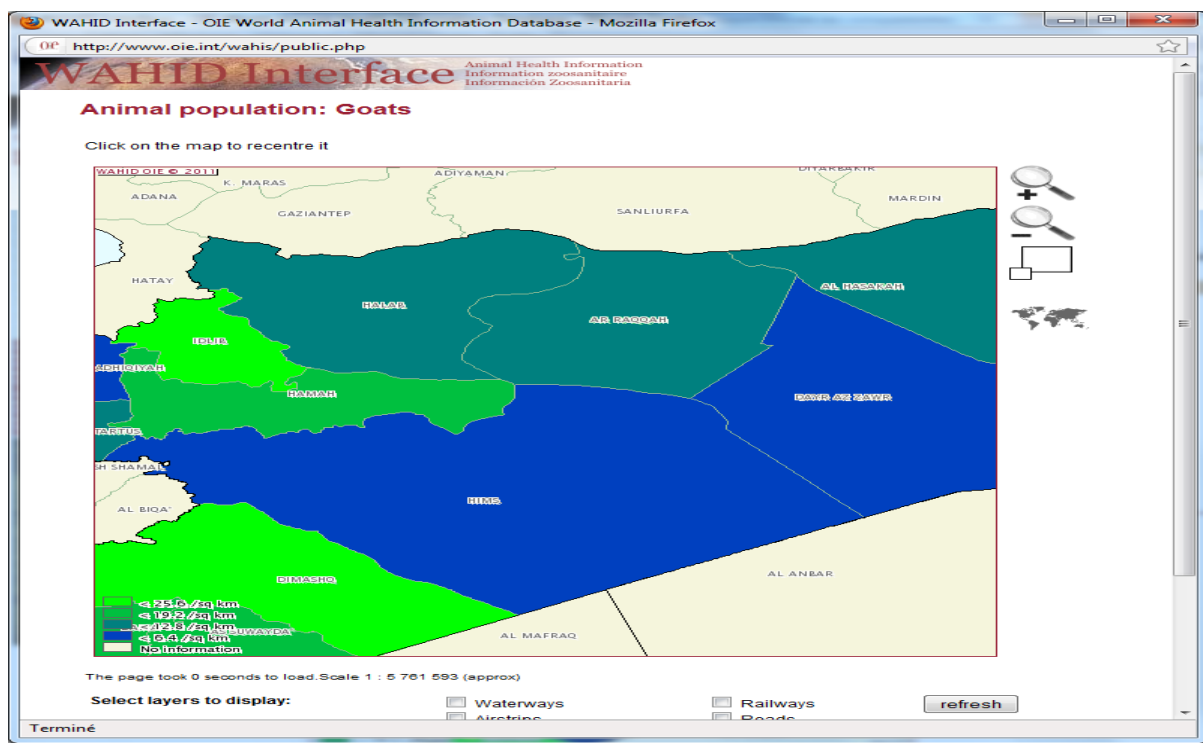 WAHID Interface - OIE World Animal Health Information Database - Mozilla Firefox
http://www.oie.int/wahis/public.php
WAHID Interface
Animal Health Information
Information zoosanitaire
Información Zoosanitaria
Animal population: Goats
Click on the map to recentre it
WAHID OIE © 2011
ADIYAMAN
DIYARBAKIR
K. MARAS
ADANA
MARDIN
GAZIANTEP
SANLIURFA
HATAY
AL HASAKAH
HALAB
AR RAQQAH
IDLIB
ADHIQIYAH
HAMAH
DAYR AZ ZAWR
TARTUS
SH SHAMAL
HIMS
AL BIQA'
AL ANBAR
DIMASHQ
< 25.6 /sq km
< 19.2 /sq km
< 12.8 /sq km
AS SUWAYDA
< 6.4 /sq km
AL MAFRAQ
No information
The page took 0 seconds to load.Scale 1 : 5 761 593 (approx)
Select layers to display:
Waterways
Railways
refresh
Airstrips
Roads
Terminé